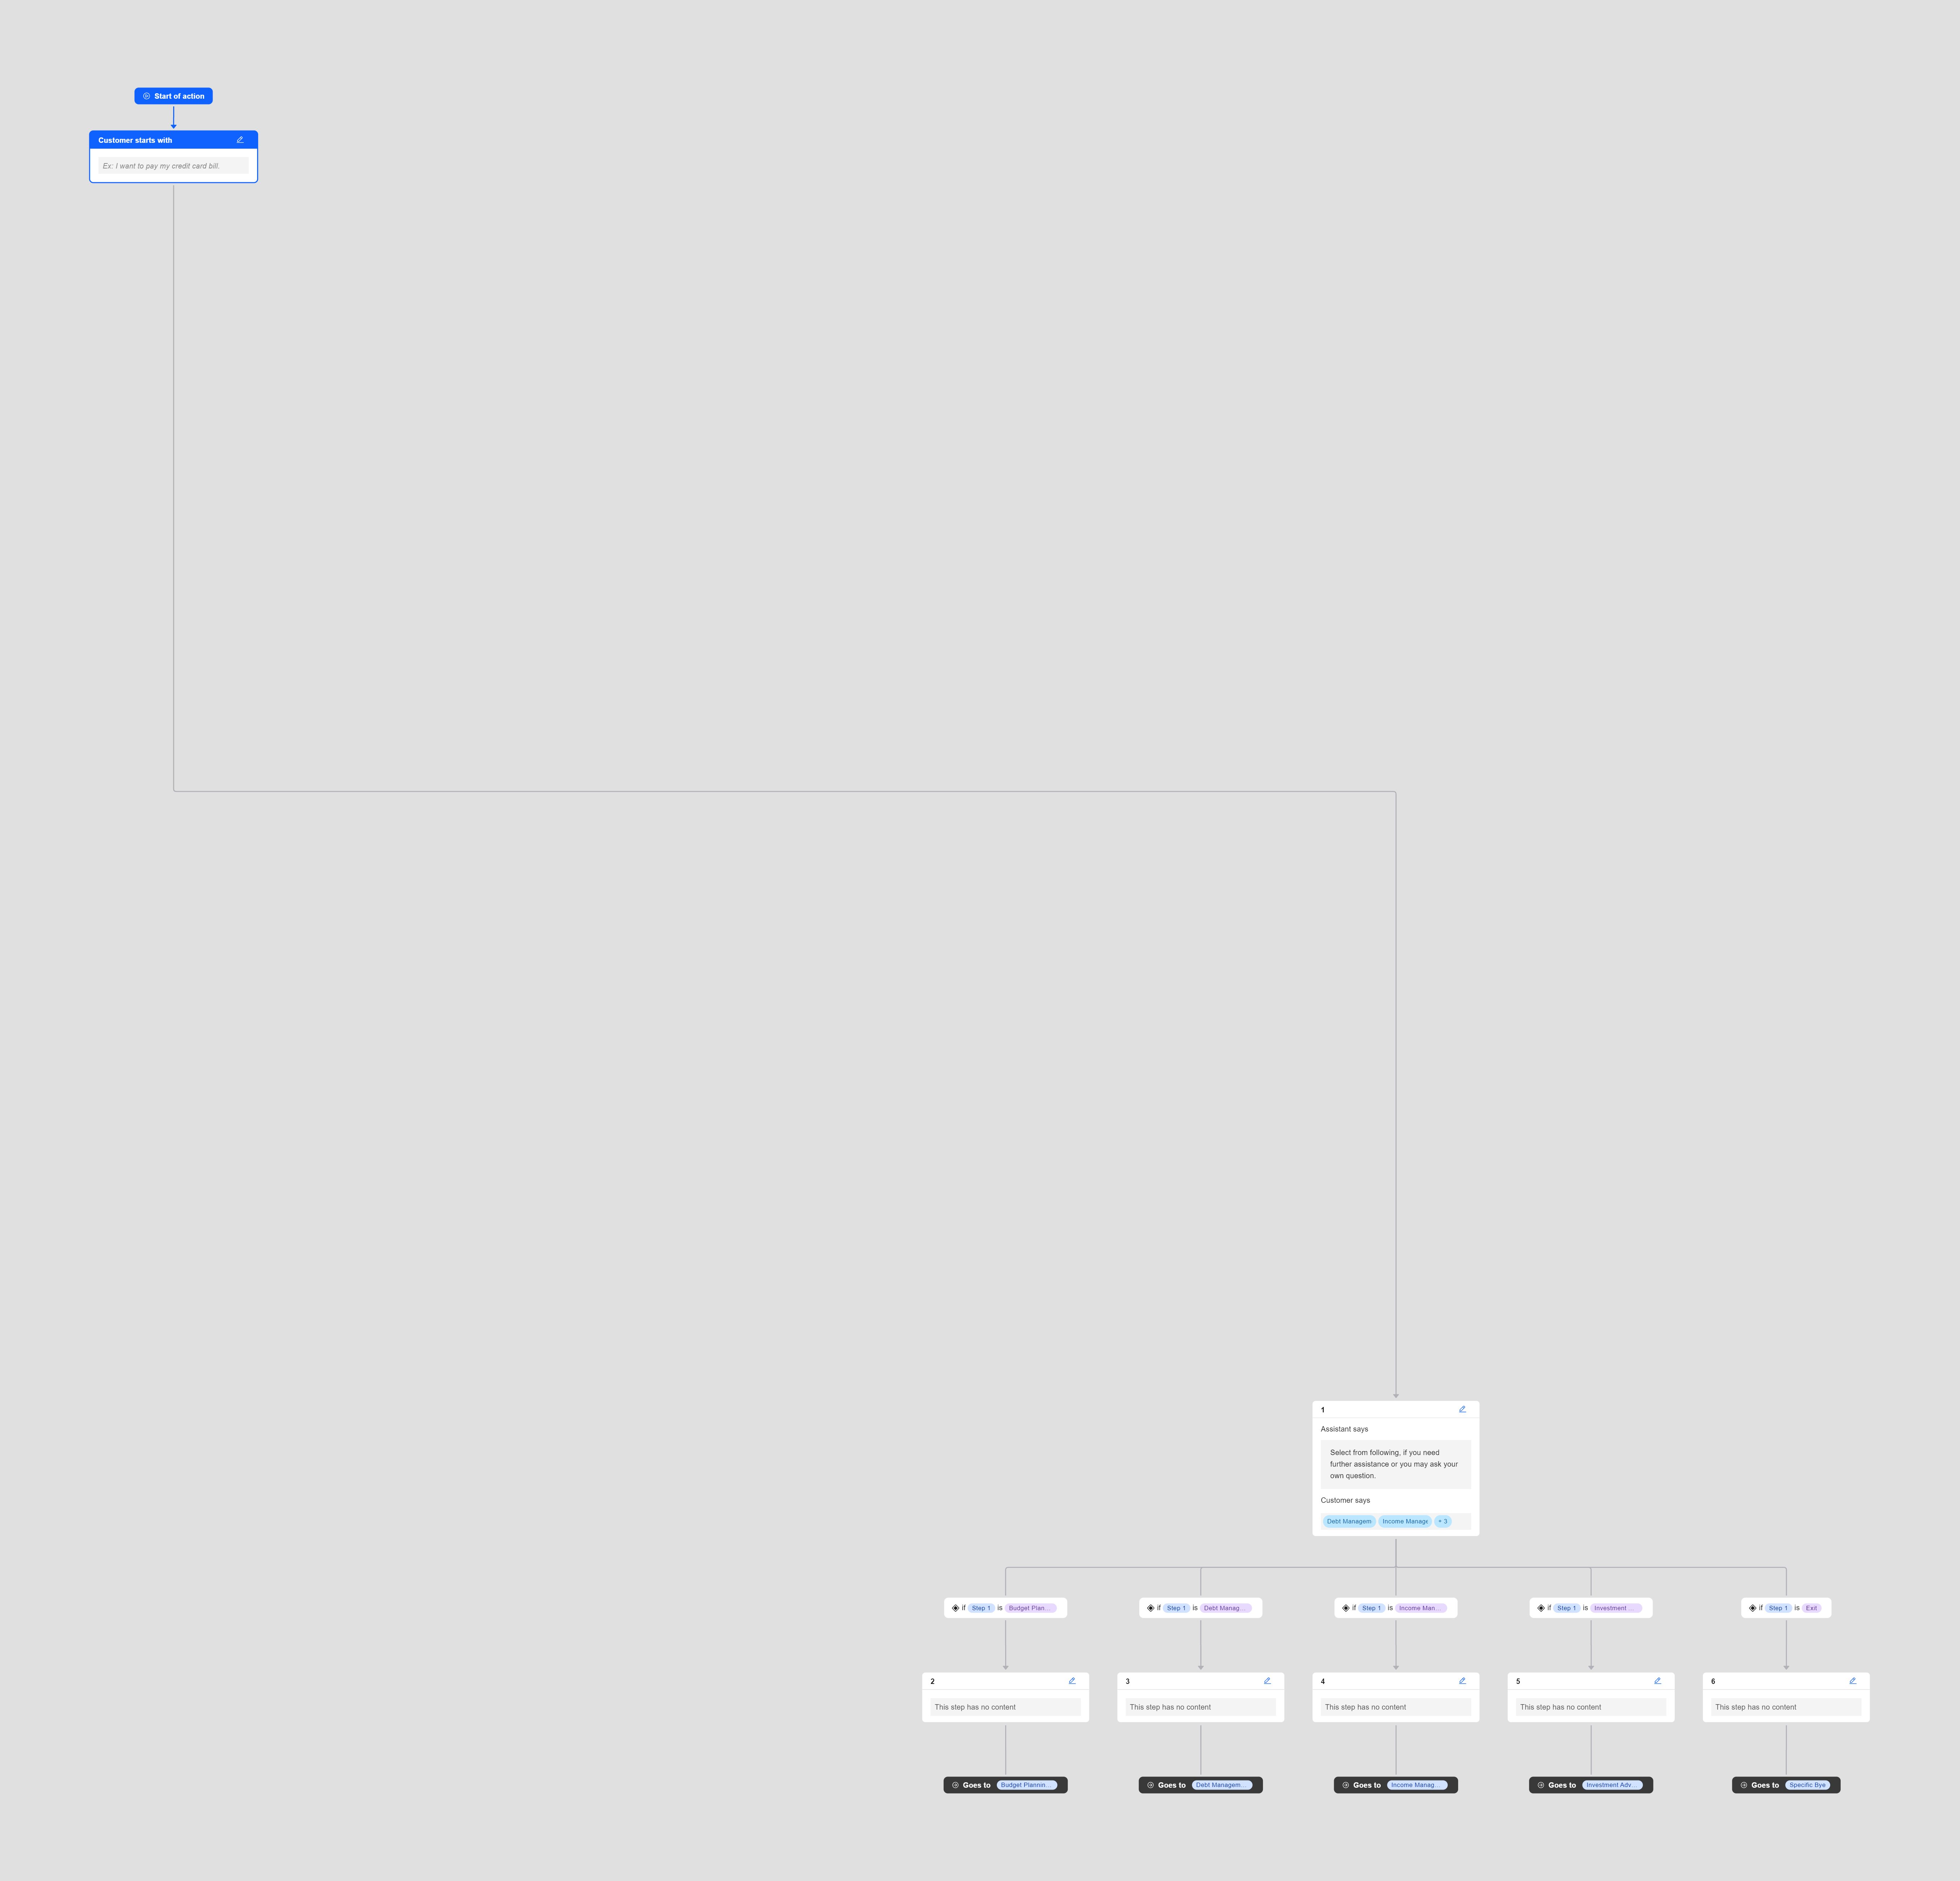 Start of action
Customer starts with
Ex: I want to pay my credit card bill.
1
Assistant says
Select from following, if you need
further assistance or you may ask your
own question.
Customer says
Debt Managem Income Manage + 3
if Step 1 is Budget Plan...
if Step 1 is Debt Manag...
if Step 1 is Income Man...
if Step 1 is Investment ...
if Step 1 is Exit
2
This step has no content
3
This step has no content
4
This step has no content
5
This step has no content
6
This step has no content
Goes to Budget Plannin...
Goes to Debt Managem...
Goes to Income Manag...
Goes to Investment Adv...
Goes to Specific Bye